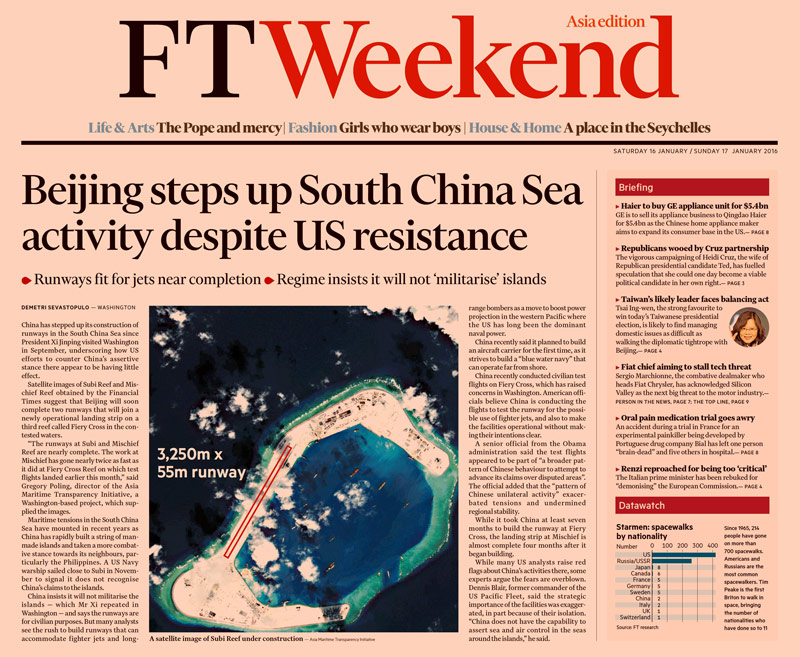 Asia edition
FTWeekend
Life & Arts The Pope and mercy | Fashion Girls who wear boys | House & Home A place in the Seychelles
SATURDAY 16 JANUARY / SUNDAY 17 JANUARY 2016
Beijing steps up South China Sea
activity despite US resistance
Runways fit for jets near completion Regime insists it will not ‘militarise’ islands
DEMETRI SEVASTOPULO — WASHINGTON
China has stepped up its construction of
runways in the South China Sea since
President Xi Jinping visited Washington
in September, underscoring how US
efforts to counter China’s assertive
stance there appear to be having little
effect.
Satellite images of Subi Reef and Mis-
chief Reef obtained by the Financial
Times suggest that Beijing will soon
complete two runways that will join a
newly operational landing strip on a
third reef called Fiery Cross in the con-
tested waters.
“The runways at Subi and Mischief
Reef are nearly complete. The work at
Mischief has gone nearly twice as fast as
it did at Fiery Cross Reef on which test
flights landed earlier this month,” said
Gregory Poling, director of the Asia
Maritime Transparency Initiative, a
Washington-based project, which sup-
plied the images.
Maritime tensions in the South China
Sea have mounted in recent years as
China has rapidly built a string of man-
made islands and taken a more combat-
ive stance towards its neighbours, par-
ticularly the Philippines. A US Navy
warship sailed close to Subi in Novem-
ber to signal it does not recognise
China’s claims to the islands.
China insists it will not militarise the
islands — which Mr Xi repeated in
Washington — and says the runways are
for civilian purposes. But many analysts
see the rush to build runways that can
accommodate fighter jets and long-
3,250m x
55m runway
A satellite image of Subi Reef under construction — Asia Maritime Transparency Initiative
range bombers as a move to boost power
projection in the western Pacific where
the US has long been the dominant
naval power.
China recently said it planned to build
an aircraft carrier for the first time, as it
strives to build a “blue water navy” that
can operate far from shore.
China recently conducted civilian test
flights on Fiery Cross, which has raised
concerns in Washington. American offi-
cials believe China is conducting the
flights to test the runway for the possi-
ble use of fighter jets, and also to make
the facilities operational without mak-
ing their intentions clear.
A senior official from the Obama
administration said the test flights
appeared to be part of “a broader pat-
tern of Chinese behaviour to attempt to
advance its claims over disputed areas”.
The official added that the “pattern of
Chinese unilateral activity” exacer-
bated tensions and undermined
regional stability.
While it took China at least seven
months to build the runway at Fiery
Cross, the landing strip at Mischief is
almost complete four months after it
began building.
While many US analysts raise red
flags about China’s activities there, some
experts argue the fears are overblown.
Dennis Blair, former commander of the
US Pacific Fleet, said the strategic
importance of the facilities was exagger-
ated, in part because of their isolation.
“China does not have the capability to
assert sea and air control in the seas
around the islands,” he said.
Briefing
Haier to buy GE appliance unit for $5.4bn
GE is to sell its appliance business to Qingdao Haier
for $5.4bn as the Chinese home appliance maker
aims to expand its consumer base in the US.— PAGE 8
Republicans wooed by Cruz partnership
The vigorous campaigning of Heidi Cruz, the wife of
Republican presidential candidate Ted, has fuelled
speculation that she could one day become a viable
political candidate in her own right.— PAGE 3
Taiwan’s likely leader faces balancing act
Tsai Ing-wen, the strong favourite to
win today’s Taiwanese presidential
election, is likely to find managing
domestic issues as difficult as
walking the diplomatic tightrope with
Beijing.— PAGE 4
Fiat chief aiming to stall tech threat
Sergio Marchionne, the combative dealmaker who
heads Fiat Chrysler, has acknowledged Silicon
Valley as the next big threat to the motor industry.—
PERSON IN THE NEWS, PAGE 7; THE TOP LINE, PAGE 9
Oral pain medication trial goes awry
An accident during a trial in France for an
experimental painkiller being developed by
Portuguese drug company Bial has left one person
“brain-dead” and five others in hospital.— PAGE 8
Renzi reproached for being too ‘critical’
The Italian prime minister has been rebuked for
“demonising” the European Commission.— PAGE 4
Datawatch
Starmen: spacewalks
by nationality
Number 0 100 200 300 400
US
Russia/USSR
Japan 8
Canada 8
France 5
Germany 5
Sweden 5
China 2
Italy 2
UK 1
Switzerland 1
Source: FT research
Since 1965, 214
people have gone
on more than
700 spacewalks.
Americans and
Russians are the
most common
spacewalkers. Tim
Peake is the first
Briton to walk in
space, bringing
the number of
nationalities who
have done so to 11